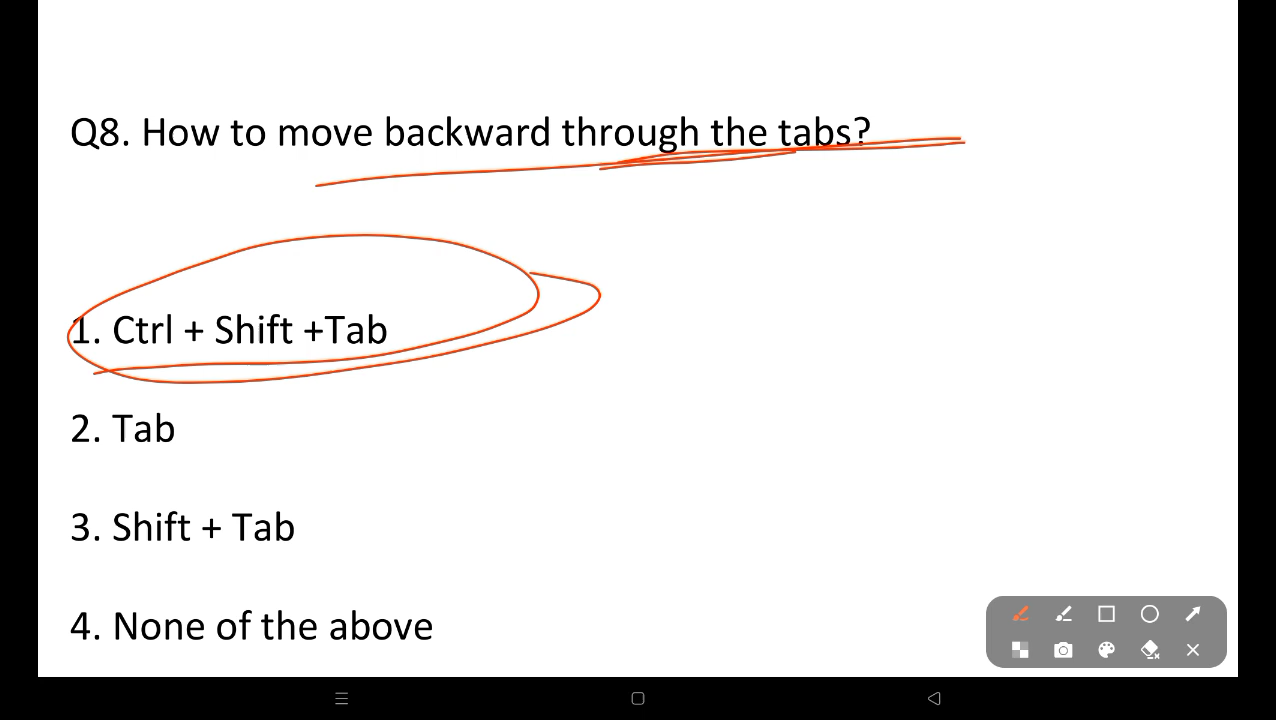 Q8. How to move backward through the tabs?
1. Ctrl + Shift +Tab
2. Tab
3. Shift + Tab
4. None of the above